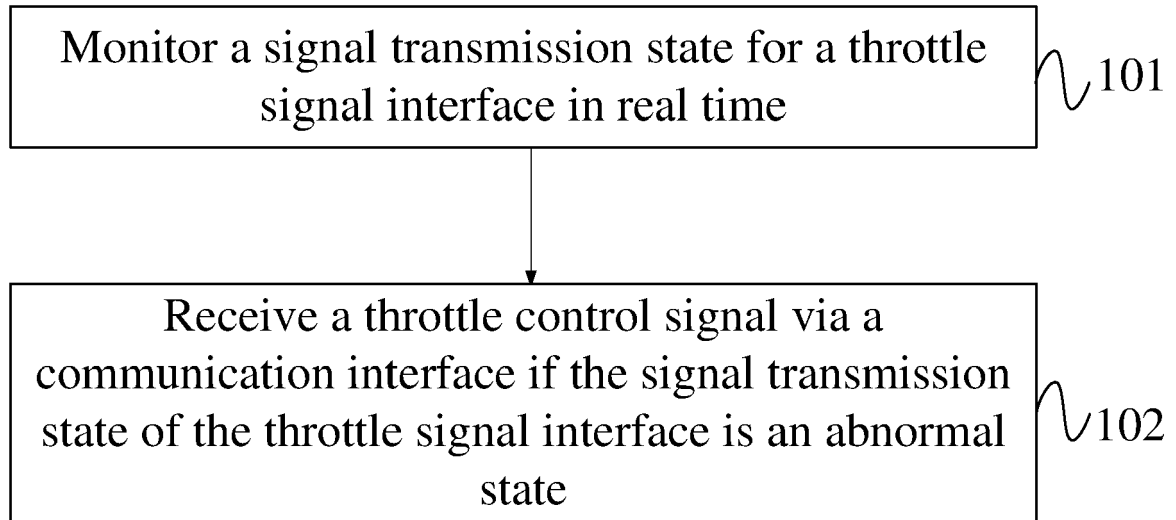 Monitor a signal transmission state for a throttle
signal interface in real time
101
Receive a throttle control signal via a
communication interface if the signal transmission
state of the throttle signal interface is an abnormal
state
102